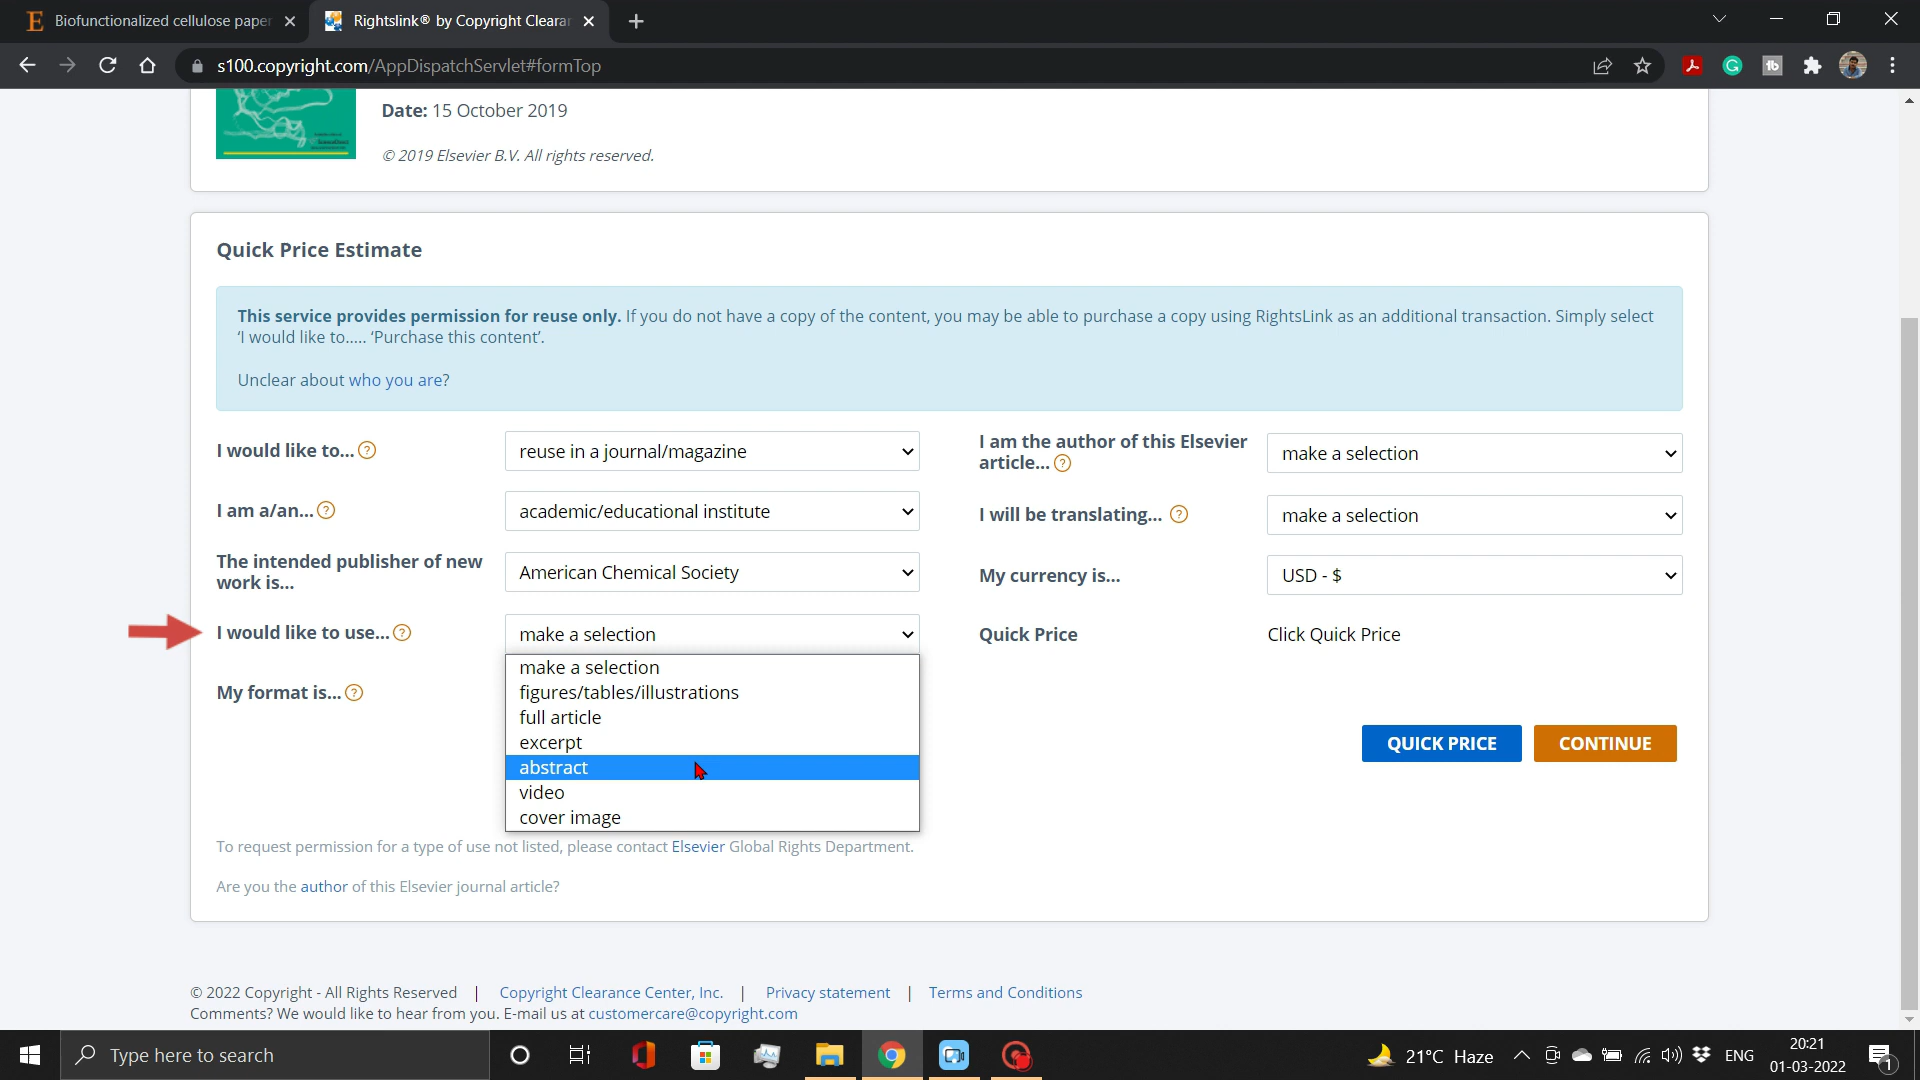 Biofunctionalized cellulose paper
Rightslink® by Copyright Clearan
s100.copyright.com/AppDispatchServlet#formTop
Date: 15 October 2019
© 2019 Elsevier B.V. All rights reserved.
Quick Price Estimate
This service provides permission for reuse only. If you do not have a copy of the content, you may be able to purchase a copy using RightsLink as an additional transaction. Simply select
‘I would like to..... ‘Purchase this content’.
Unclear about who you are?
I would like to... ?
reuse in a journal/magazine
I am the author of this Elsevier
article... ?
make a selection
I am a/an... ?
academic/educational institute
I will be translating... ?
make a selection
The intended publisher of new
work is...
American Chemical Society
My currency is...
USD - $
I would like to use... ?
make a selection
Quick Price
Click Quick Price
make a selection
figures/tables/illustrations
full article
excerpt
abstract
video
cover image
My format is... ?
QUICK PRICE
CONTINUE
To request permission for a type of use not listed, please contact Elsevier Global Rights Department.
Are you the author of this Elsevier journal article?
© 2022 Copyright - All Rights Reserved | Copyright Clearance Center, Inc. | Privacy statement | Terms and Conditions
Comments? We would like to hear from you. E-mail us at customercare@copyright.com
Type here to search
21°C Haze
ENG
20:21
01-03-2022
1